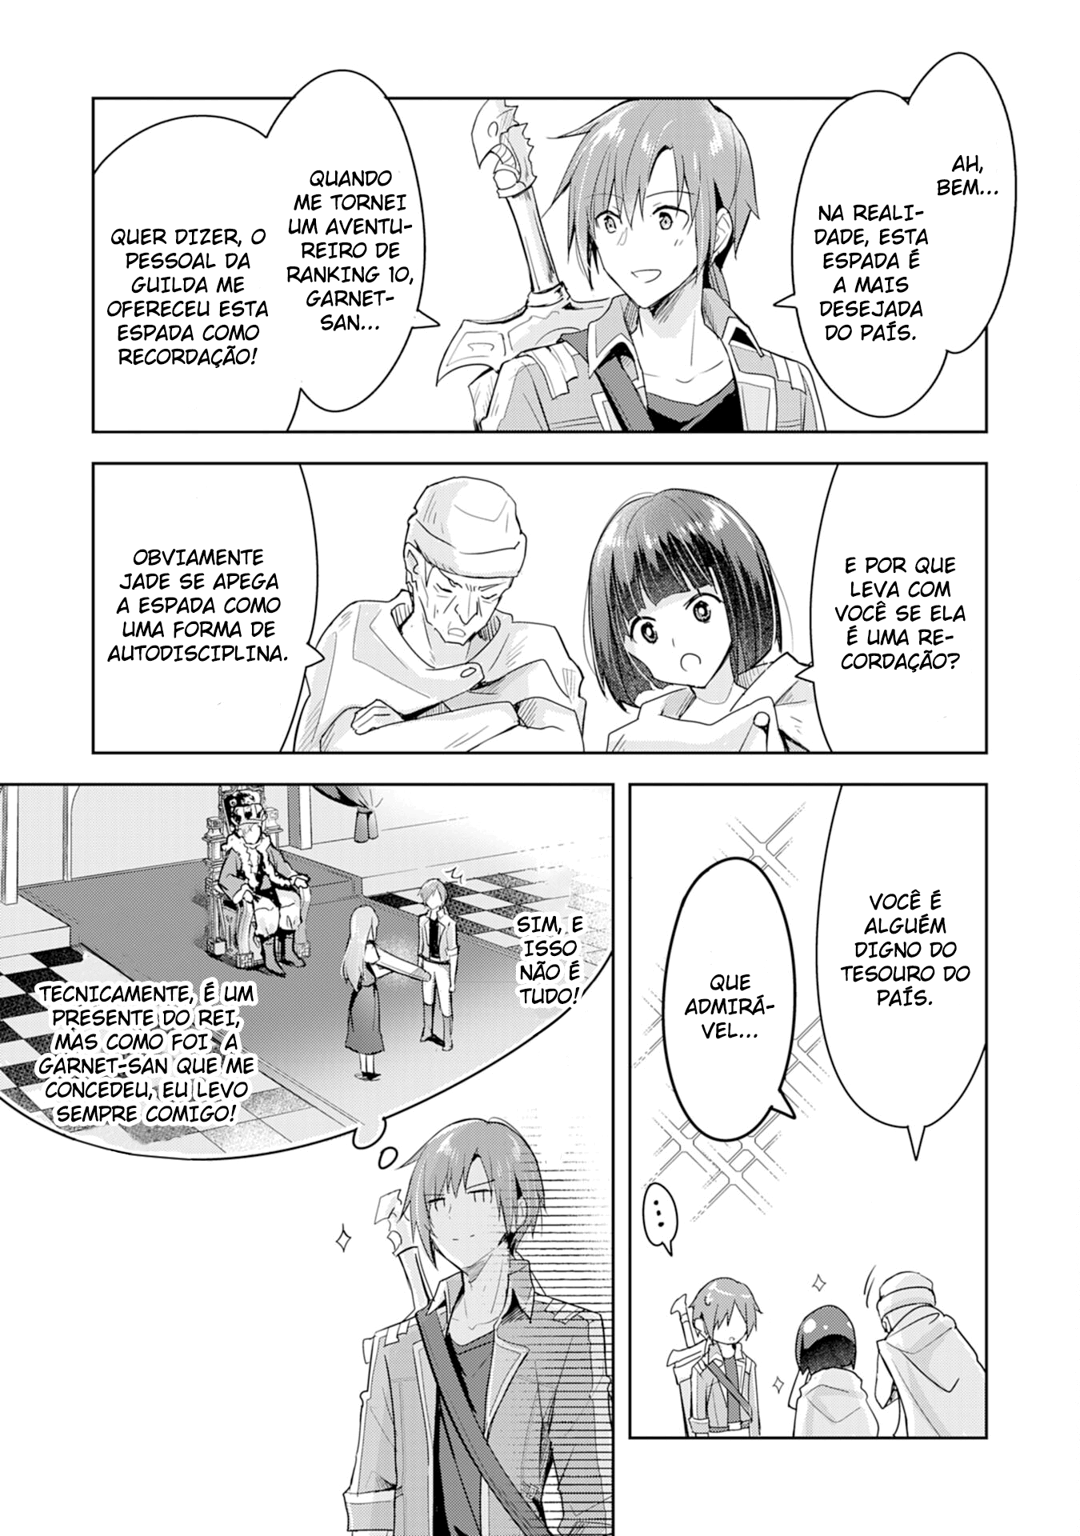 AH,
BEM...
NA REALI-
DADE, ESTA
ESPADA É
A MAIS
DESEJADA
DO PAÍS.
QUANDO
ME TORNEI
UM AVENTU-
REIRO DE
RANKING 10,
GARNET-
SAN...
QUER DIZER, O
PESSOAL DA
GUILDA ME
OFERECEU ESTA
ESPADA COMO
RECORDAÇÃO!
E POR QUE
LEVA COM
VOCÊ SE ELA
É UMA RE-
CORDAÇÃO?
OBVIAMENTE
JADE SE APEGA
A ESPADA COMO
UMA FORMA DE
AUTODISCIPLINA.
VOCÊ É
ALGUÉM
DIGNO DO
TESOURO DO
PAÍS.
QUE
ADMIRÁ-
VEL...
...
SIM, E
ISSO
NÃO É
TUDO!
TECNICAMENTE, É UM
PRESENTE DO REI,
MAS COMO FOI A
GARNET-SAN QUE ME
CONCEDEU, EU LEVO
SEMPRE COMIGO!